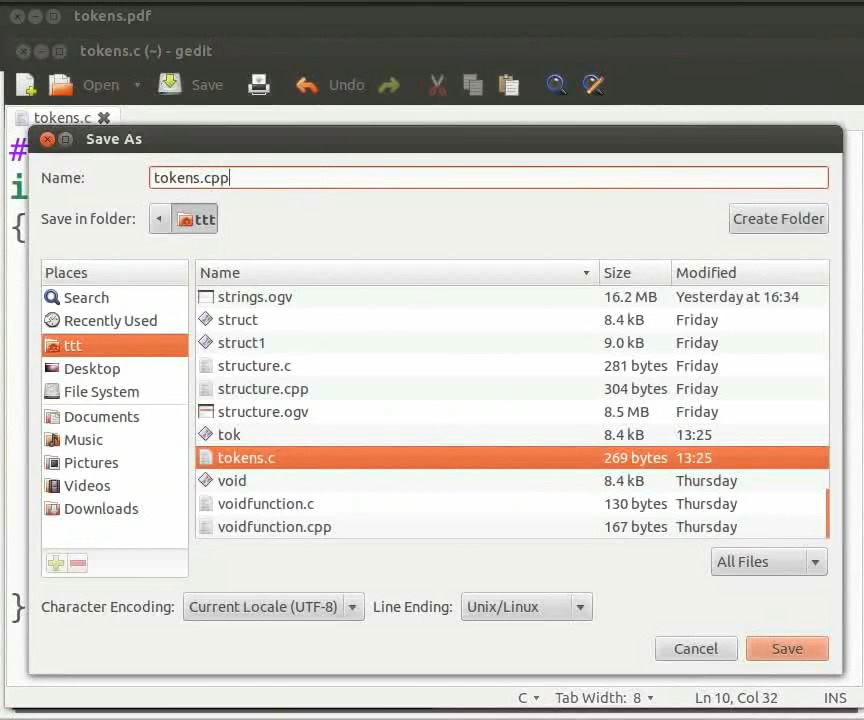 tokens.pdf
tokens.c (~) - gedit
Open Save Undo
tokens.c
#
i
{
Save As
Name: tokens.cpp
Save in folder: ttt Create Folder
Places Name Size Modified
Search strings.ogv 16.2 MB Yesterday at 16:34
Recently Used struct 8.4 kB Friday
ttt struct1 9.0 kB Friday
Desktop structure.c 281 bytes Friday
File System structure.cpp 304 bytes Friday
Documents structure.ogv 8.5 MB Friday
Music tok 8.4 kB 13:25
Pictures tokens.c 269 bytes 13:25
Videos void 8.4 kB Thursday
Downloads voidfunction.c 130 bytes Thursday
voidfunction.cpp 167 bytes Thursday
All Files
} Character Encoding: Current Locale (UTF-8) Line Ending: Unix/Linux
Cancel Save
C Tab Width: 8 Ln 10, Col 32 INS